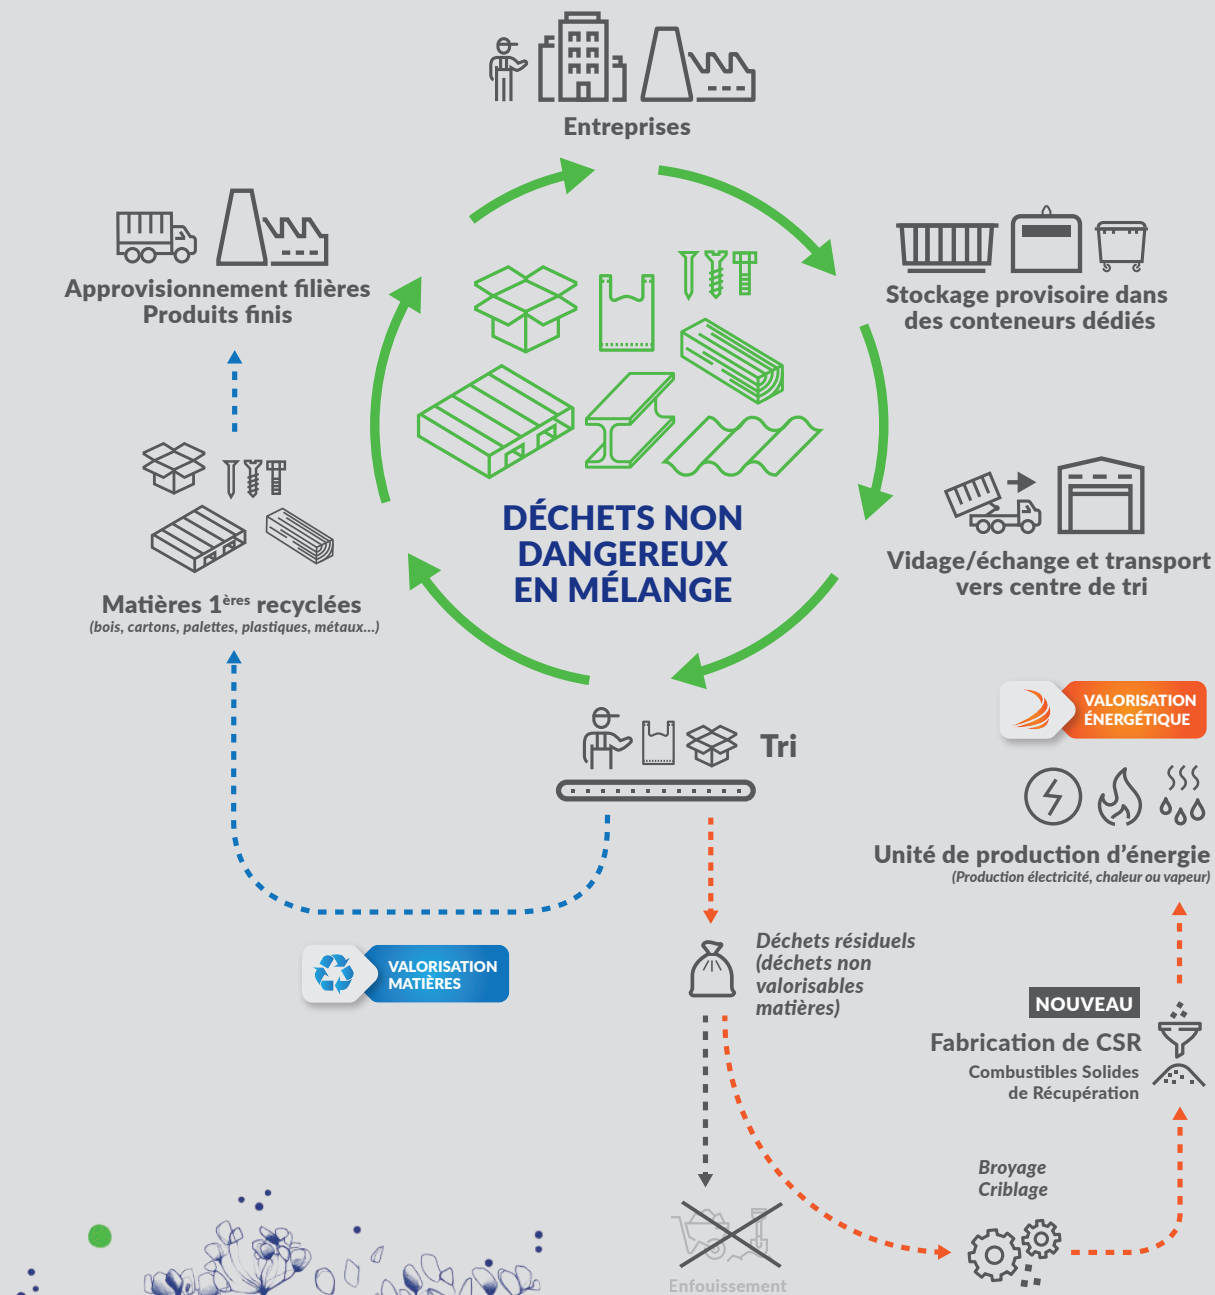 Entreprises
Approvisionnement filières
Produits finis
Stockage provisoire dans
des conteneurs dédiés
DÉCHETS NON
DANGEREUX
EN MÉLANGE
Vidage/échange et transport
vers centre de tri
Matières 1ères recyclées
(bois, cartons, palettes, plastiques, métaux...)
Tri
VALORISATION
ÉNERGÉTIQUE
Unité de production d’énergie
(Production électricité, chaleur ou vapeur)
VALORISATION
MATIÈRES
Déchets résiduels
(déchets non
valorisables
matières)
NOUVEAU
Fabrication de CSR
Combustibles Solides
de Récupération
Broyage
Criblage
Enfouissement